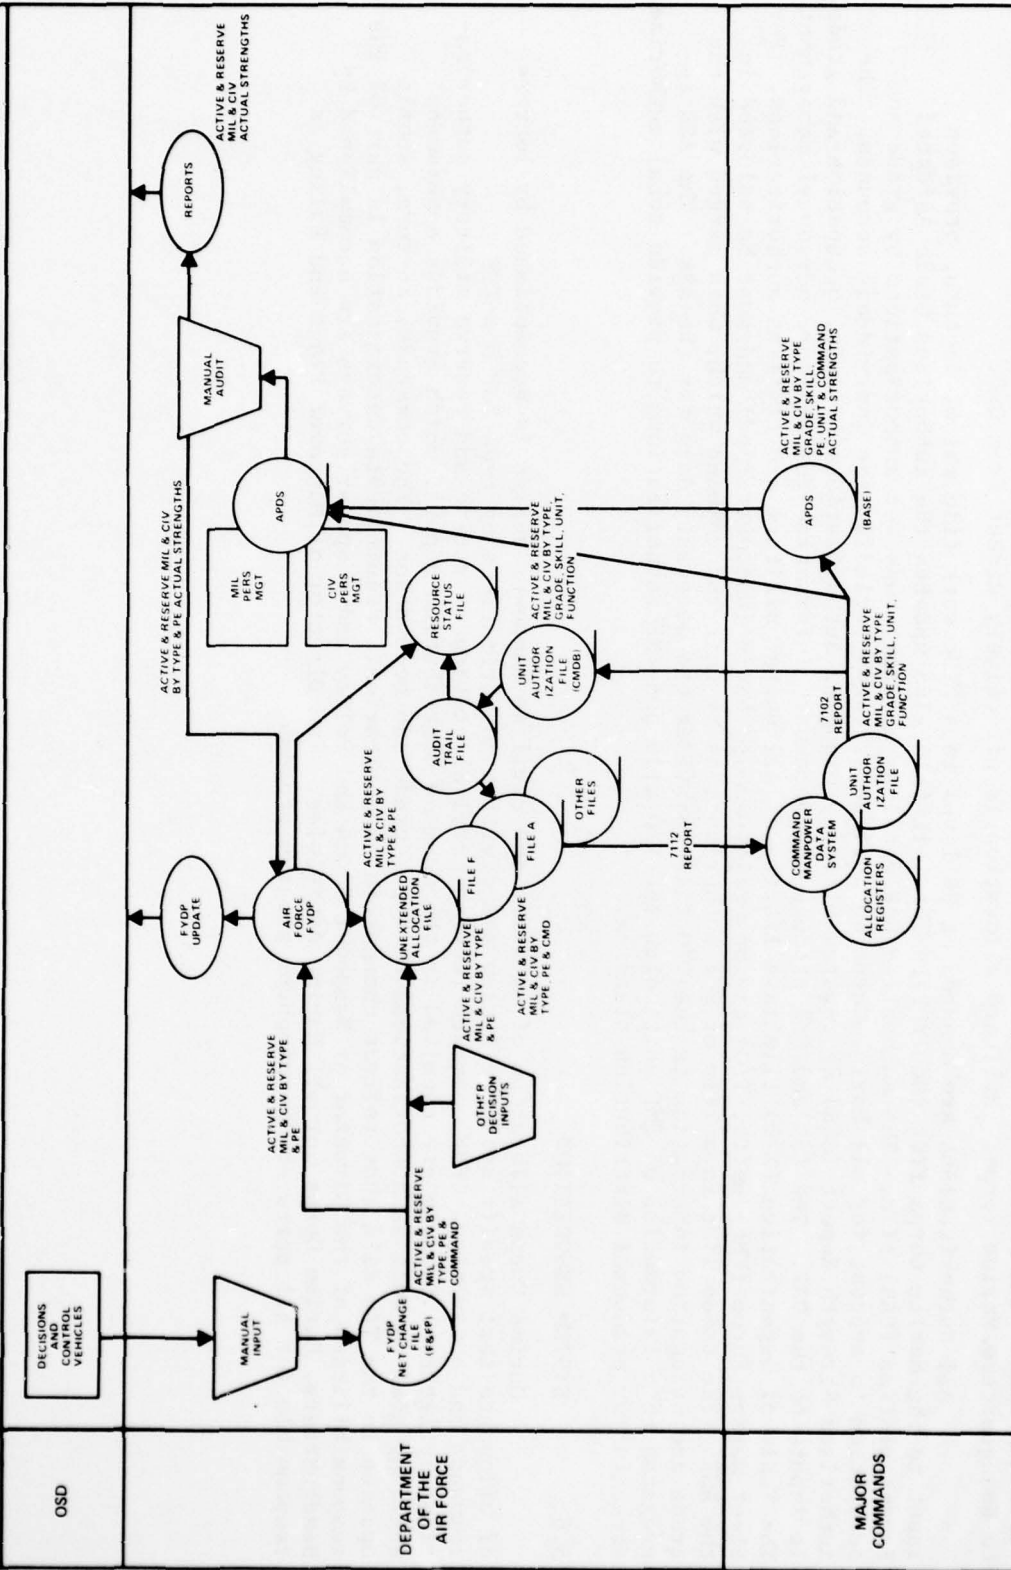 OSD
DECISIONS
AND
CONTROL
VEHICLES
DEPARTMENT
OF THE
AIR FORCE
MANUAL
INPUT
FYDP
NET CHANGE
FILE
(F&FP)
ACTIVE & RESERVE
MIL & CIV BY
TYPE, PE &
COMMAND
ACTIVE & RESERVE
MIL & CIV BY TYPE
& PE
OTHER
DECISION
INPUTS
FYDP
UPDATE
AIR
FORCE
FYDP
ACTIVE & RESERVE
MIL & CIV BY
TYPE & PE
UNEXTENDED
ALLOCATION
FILE
ACTIVE & RESERVE
MIL & CIV BY TYPE
& PE
FILE F
ACTIVE & RESERVE
MIL & CIV BY
TYPE, PE & CMD
FILE A
OTHER
FILES
AUDIT
TRAIL
FILE
RESOURCE
STATUS
FILE
UNIT
AUTHOR
IZATION
FILE
(CMDB)
ACTIVE & RESERVE
MIL & CIV BY TYPE,
GRADE, SKILL, UNIT,
FUNCTION
ACTIVE & RESERVE MIL & CIV
BY TYPE & PE ACTUAL STRENGTHS
MIL
PERS
MGT
CIV
PERS
MGT
APDS
MANUAL
AUDIT
REPORTS
ACTIVE & RESERVE
MIL & CIV
ACTUAL STRENGTHS
7112
REPORT
MAJOR
COMMANDS
ALLOCATION
REGISTERS
COMMAND
MANPOWER
DATA
SYSTEM
UNIT
AUTHOR
IZATION
FILE
7102
REPORT
ACTIVE & RESERVE
MIL & CIV BY TYPE
GRADE, SKILL, UNIT,
FUNCTION
APDS
(BASE)
ACTIVE & RESERVE
MIL & CIV BY TYPE
GRADE, SKILL,
PE, UNIT & COMMAND
ACTUAL STRENGTHS